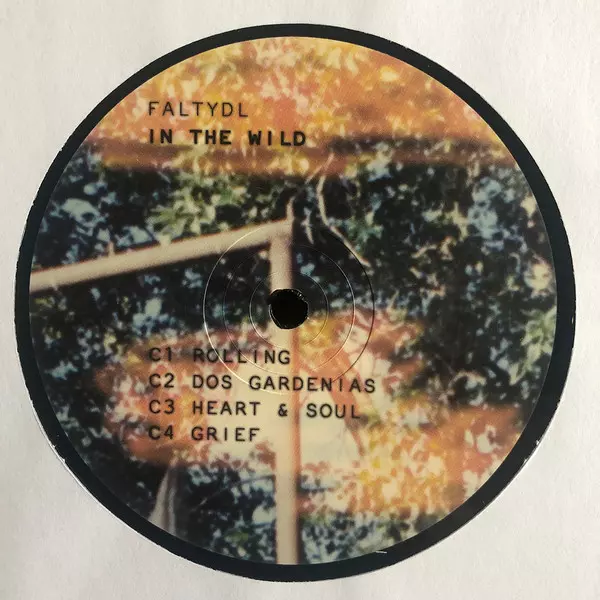 FALTYDL
IN THE WILD
C1 ROLLING
C2 DOS GARDENIAS
C3 HEART & SOUL
C4 GRIEF